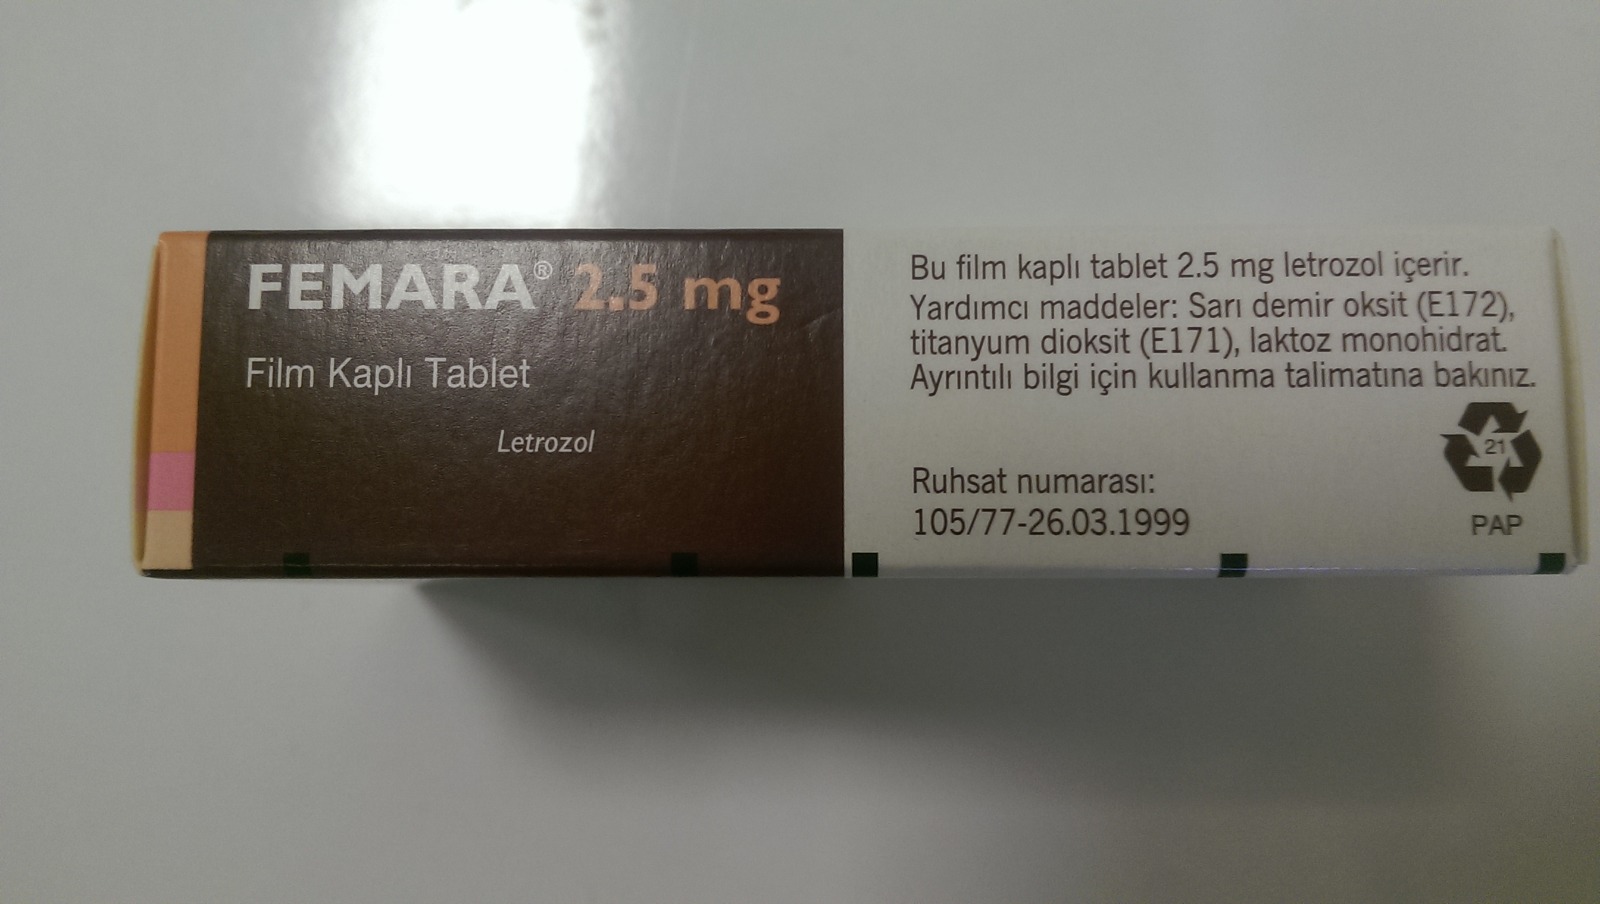 FEMARA® 2.5 mg
Film Kaplı Tablet
Letrozol
Bu film kaplı tablet 2.5 mg letrozol içerir.
Yardımcı maddeler: Sarı demir oksit (E172),
titanyum dioksit (E171), laktoz monohidrat.
Ayrıntılı bilgi için kullanma talimatına bakınız.
Ruhsat numarası:
105/77-26.03.1999
21
PAP